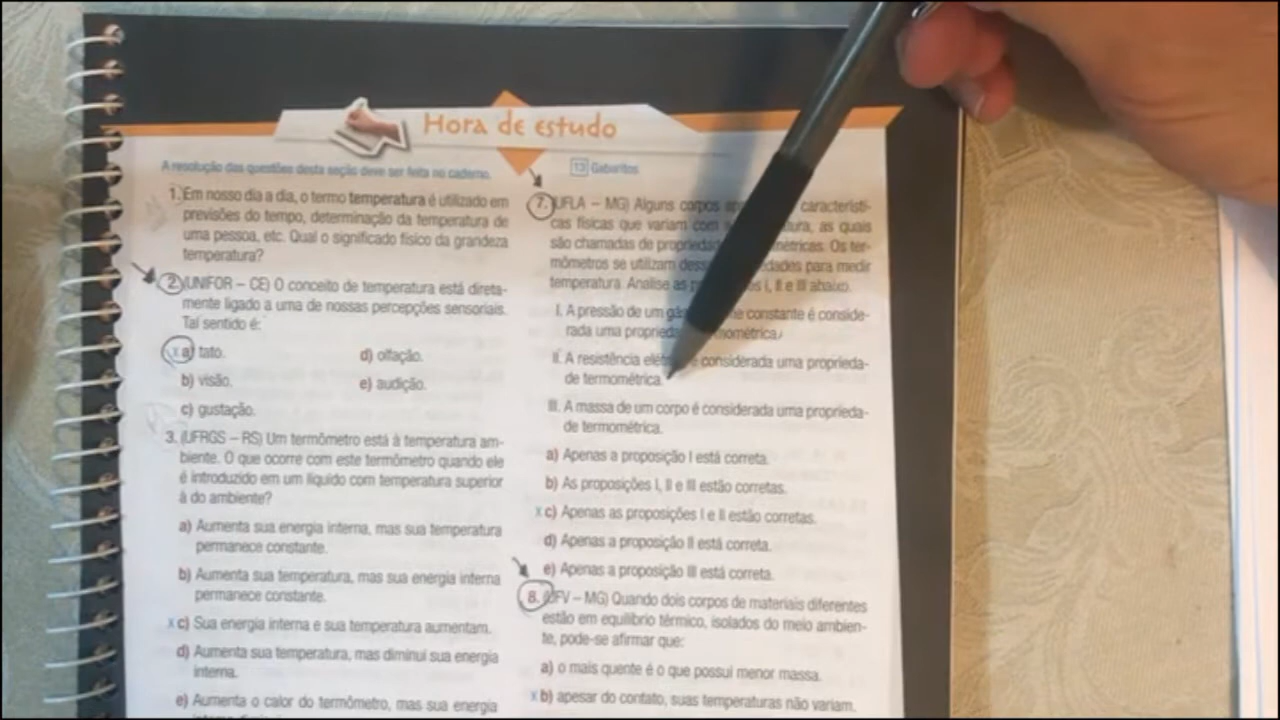 Hora de estudo
A resolução das questões desta seção deve ser feita no caderno.
13 Gabaritos
1. Em nosso dia a dia, o termo temperatura é utilizado em
previsões do tempo, determinação da temperatura de
uma pessoa, etc. Qual o significado físico da grandeza
temperatura?
2. (UNIFOR – CE) O conceito de temperatura está direta-
mente ligado a uma de nossas percepções sensoriais.
Tal sentido é:
x a) tato.
b) visão.
c) gustação.
d) olfação.
e) audição.
3. (UFRGS – RS) Um termômetro está à temperatura am-
biente. O que ocorre com este termômetro quando ele
é introduzido em um líquido com temperatura superior
à do ambiente?
a) Aumenta sua energia interna, mas sua temperatura
permanece constante.
b) Aumenta sua temperatura, mas sua energia interna
permanece constante.
x c) Sua energia interna e sua temperatura aumentam.
d) Aumenta sua temperatura, mas diminui sua energia
interna.
e) Aumenta o calor do termômetro, mas sua energia
7. (UFLA – MG) Alguns corpos característi-
cas físicas que variam com as quais
são chamadas de Os ter-
mômetros se utilizam para medir
temperatura. Analise as I, II e III abaixo.
I. A pressão de um constante é conside-
rada uma
II. A resistência é considerada uma proprieda-
de termométrica.
III. A massa de um corpo é considerada uma proprieda-
de termométrica.
a) Apenas a proposição I está correta.
b) As proposições I, II e III estão corretas.
x c) Apenas as proposições I e II estão corretas.
d) Apenas a proposição II está correta.
e) Apenas a proposição III está correta.
8. (UFV – MG) Quando dois corpos de materiais diferentes
estão em equilíbrio térmico, isolados do meio ambien-
te, pode-se afirmar que:
a) o mais quente é o que possui menor massa.
x b) apesar do contato, suas temperaturas não variam.